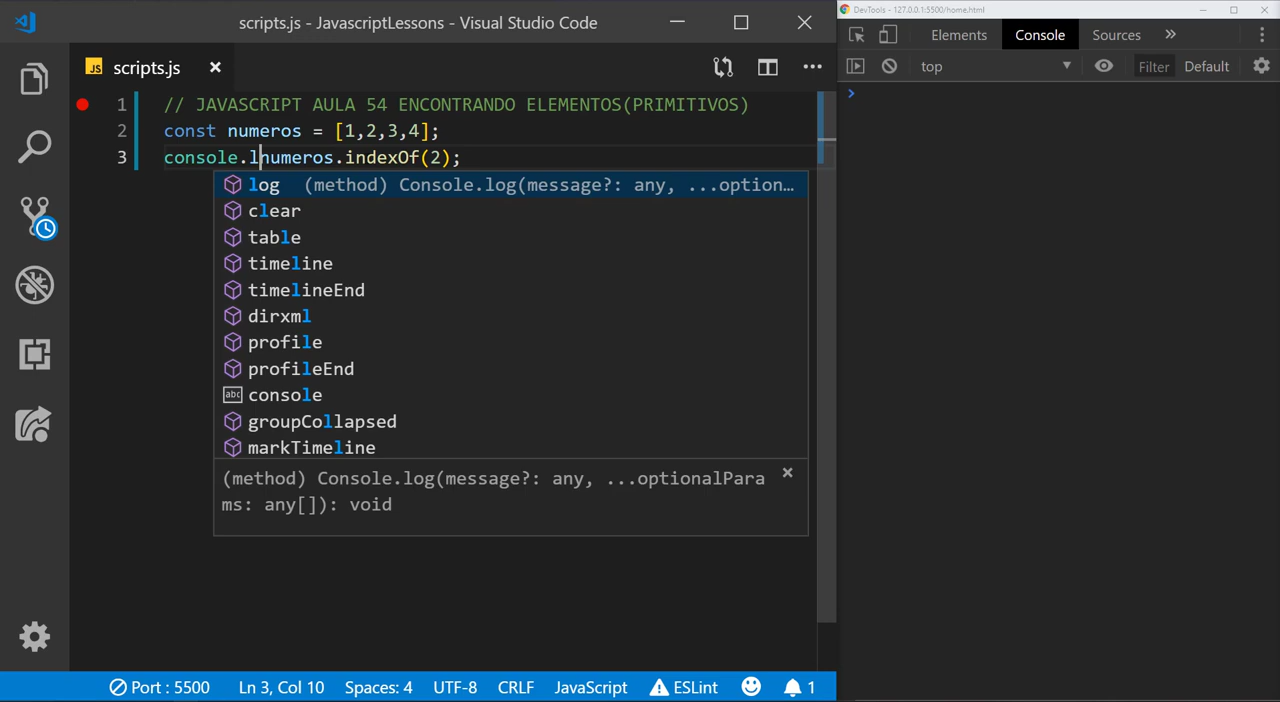 scripts.js - JavascriptLessons - Visual Studio Code
DevTools - 127.0.0.1:5500/home.html
JS scripts.js
Elements Console Sources
top Filter Default
1 // JAVASCRIPT AULA 54 ENCONTRANDO ELEMENTOS(PRIMITIVOS)
2 const numeros = [1,2,3,4];
3 console.lnumeros.indexOf(2);
log (method) Console.log(message?: any, ...option…
clear
table
timeline
timelineEnd
dirxml
profile
profileEnd
abc console
groupCollapsed
markTimeline
(method) Console.log(message?: any, ...optionalPara
ms: any[]): void
Port : 5500 Ln 3, Col 10 Spaces: 4 UTF-8 CRLF JavaScript ESLint 1